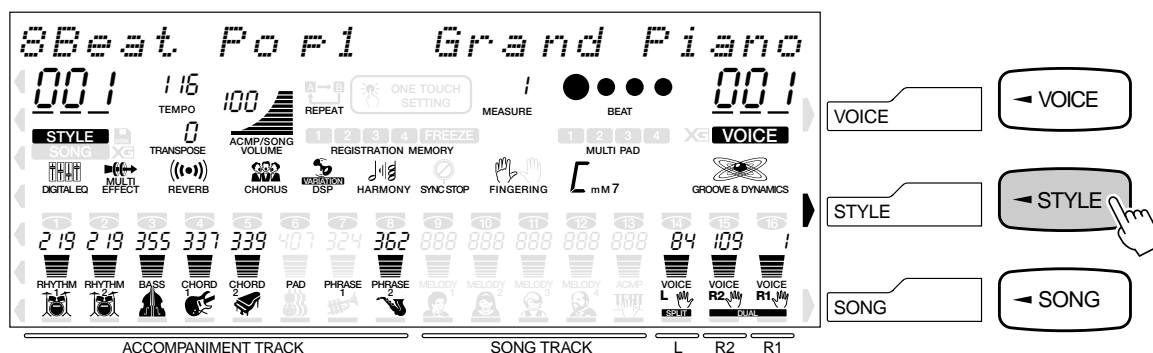 8Beat Pop1 Grand Piano
001 116 TEMPO 100 A B REPEAT ONE TOUCH SETTING 1 MEASURE BEAT 001
STYLE 0 TRANSPOSE ACMP/SONG VOLUME 1 2 3 4 FREEZE REGISTRATION MEMORY 1 2 3 4 MULTI PAD XG VOICE
SONG XG
DIGITAL EQ MULTI EFFECT REVERB CHORUS VARIATION DSP HARMONY SYNC STOP FINGERING C mM7 GROOVE & DYNAMICS
1 2 3 4 5 6 7 8 9 10 11 12 13 14 15 16
219 219 355 337 339 407 324 362 888 888 888 888 888 84 109 1
RHYTHM 1 RHYTHM 2 BASS CHORD 1 CHORD 2 PAD PHRASE 1 PHRASE 2 MELODY 1 MELODY 2 MELODY 3 MELODY 4 ACMP VOICE L VOICE R2 VOICE R1
SPLIT DUAL
ACCOMPANIMENT TRACK SONG TRACK L R2 R1
VOICE VOICE
STYLE STYLE
SONG SONG